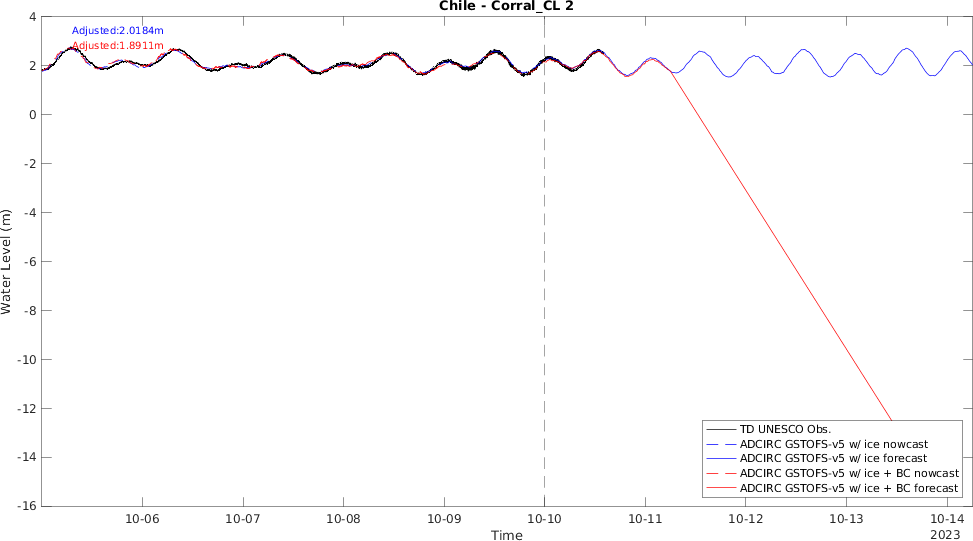 Chile - Corral_CL 2
Adjusted:2.0184m
Adjusted:1.8911m
4
2
0
-2
-4
-6
-8
-10
-12
-14
-16
Water Level (m)
TD UNESCO Obs.
ADCIRC GSTOFS-v5 w/ ice nowcast
ADCIRC GSTOFS-v5 w/ ice forecast
ADCIRC GSTOFS-v5 w/ ice + BC nowcast
ADCIRC GSTOFS-v5 w/ ice + BC forecast
10-06 10-07 10-08 10-09 10-10 10-11 10-12 10-13 10-14
Time
2023